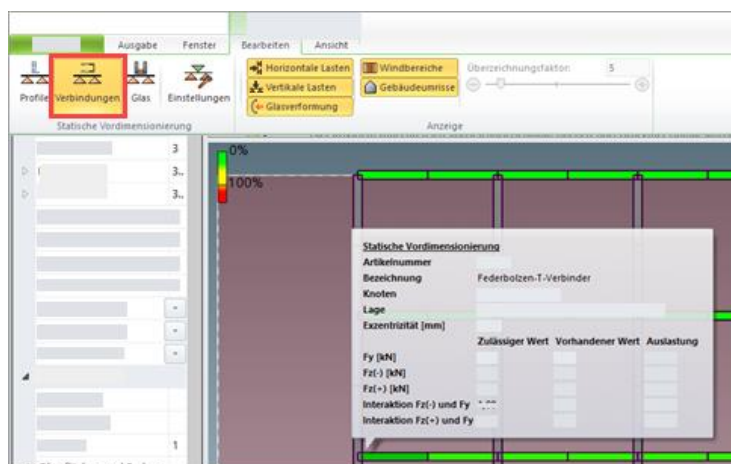 Ausgabe Fenster Bearbeiten Ansicht
Horizontale Lasten Windbereiche Überzeichnungsfaktor: 5
Vertikale Lasten Gebäudeumrisse
Profile Verbindungen Glas Einstellungen
Glasverformung
Statische Vordimensionierung Anzeige
3
0%
3..
100%
3..
Statische Vordimensionierung
Artikelnummer
Bezeichnung Federbolzen-T-Verbinder
Knoten
Lage
Exzentrizität [mm]
Zulässiger Wert Vorhandener Wert Auslastung
Fy [kN]
Fz(-) [kN]
Fz(+) [kN]
Interaktion Fz(-) und Fy
Interaktion Fz(+) und Fy
1